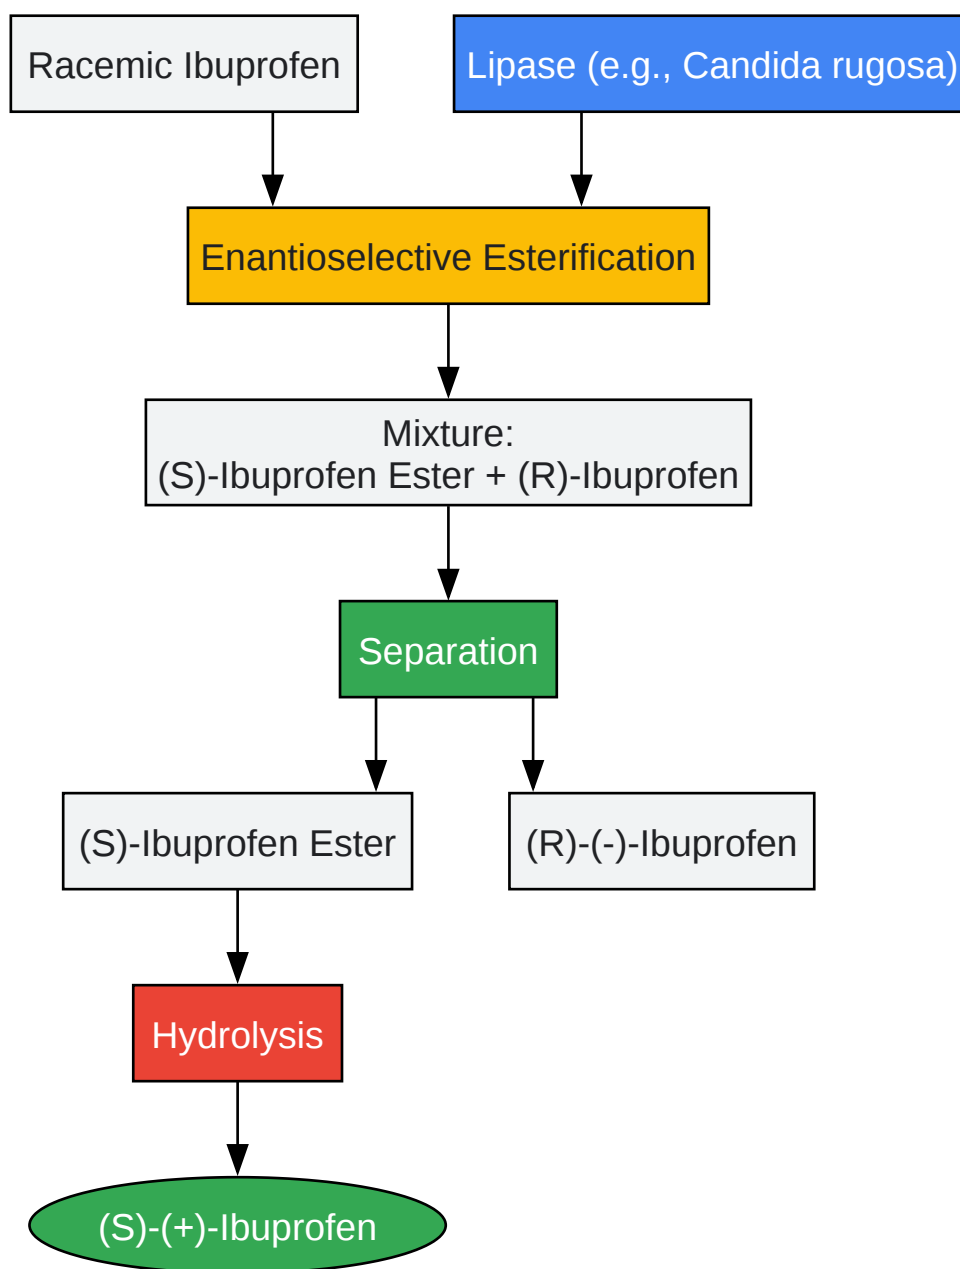 Racemic Ibuprofen
Lipase (e.g., Candida rugosa)
Enantioselective Esterification
Mixture:
(S)-Ibuprofen Ester + (R)-Ibuprofen
Separation
(S)-Ibuprofen Ester
(R)-(-)-Ibuprofen
Hydrolysis
(S)-(+)-Ibuprofen